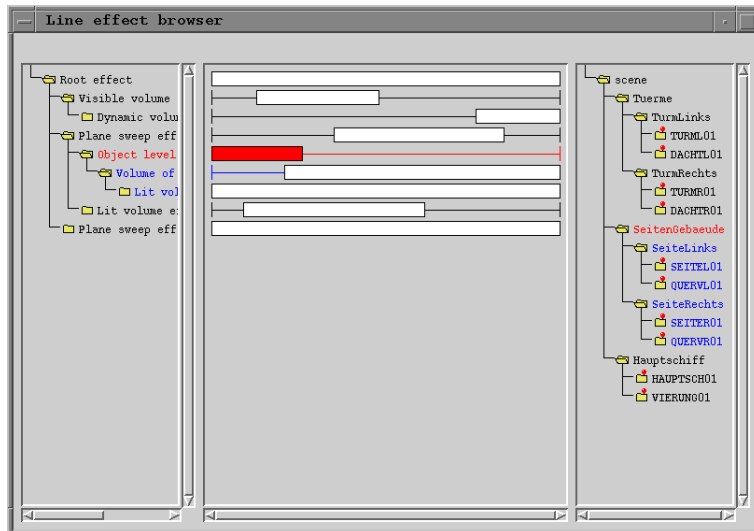 Line effect browser
Root effect
Visible volume
Dynamic volu
Plane sweep eff
Object level
Volume of
Lit vol
Lit volume e
Plane sweep eff
scene
Tuerme
TurmLinks
TURML01
DACHTL01
TurmRechts
TURMR01
DACHTR01
SeitenGebaeude
SeiteLinks
SEITEL01
QUERVL01
SeiteRechts
SEITER01
QUERVR01
Hauptschiff
HAUPTSCH01
VIERUNG01